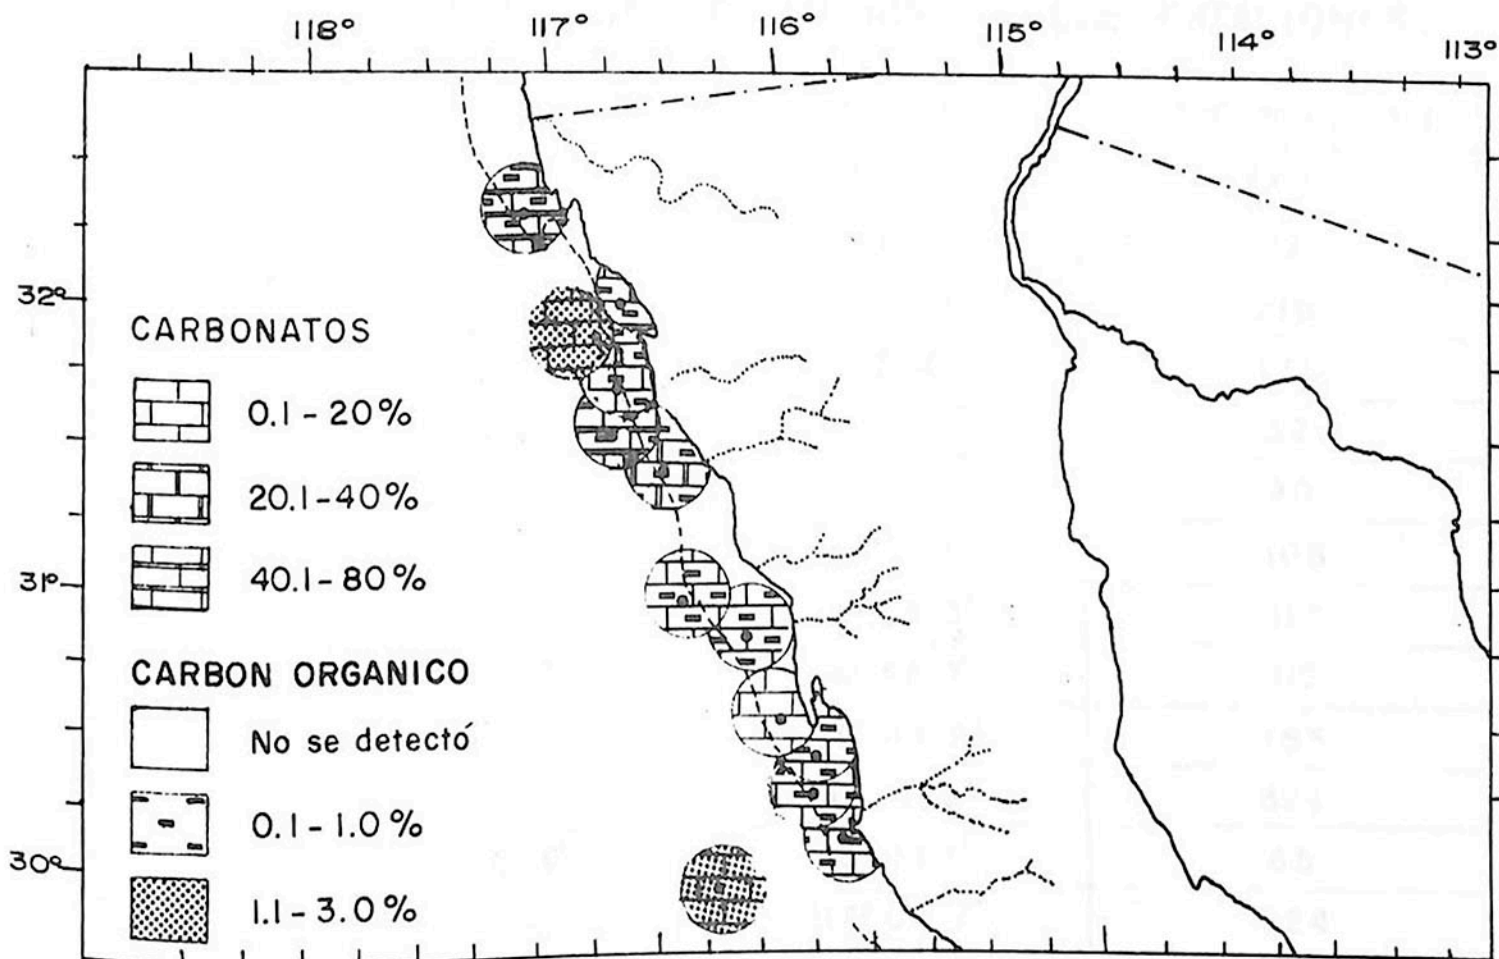 118° 117° 116° 115° 114° 113°
32°
31°
30°
CARBONATOS
0.1-20%
20.1-40%
40.1-80%
CARBON ORGANICO
No se detectó
0.1-1.0%
1.1-3.0%